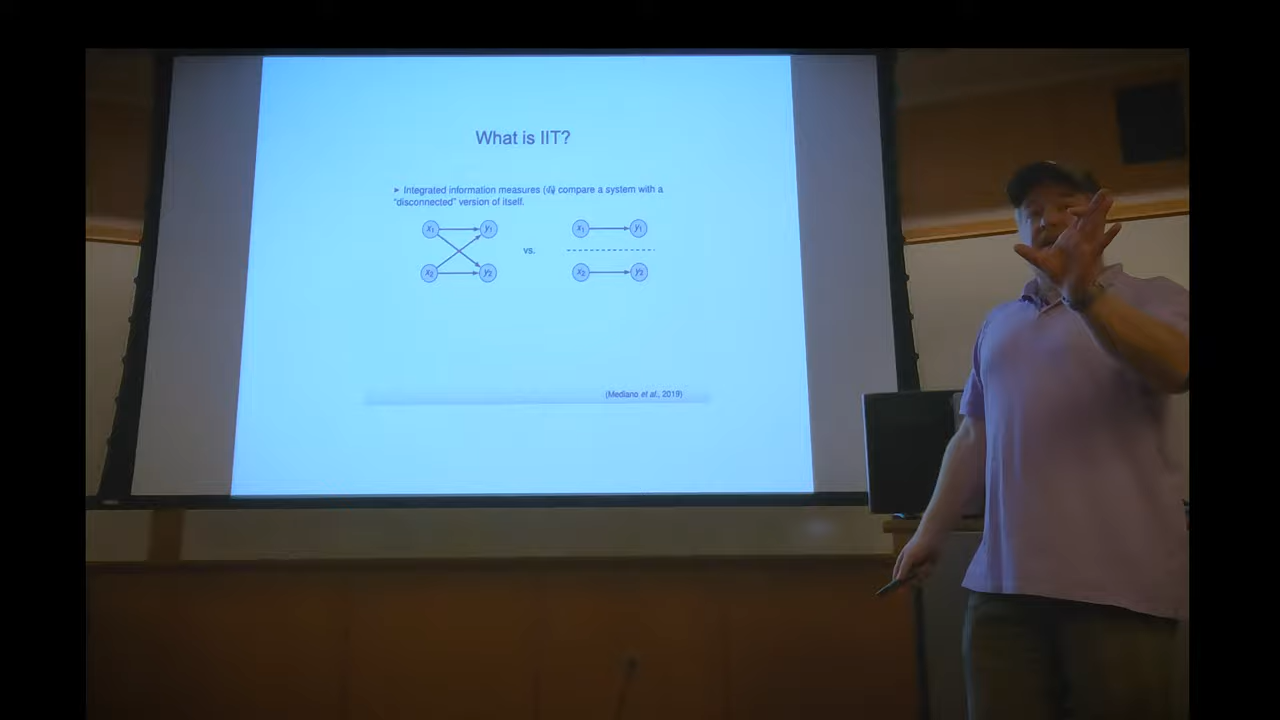 What is IIT?
► Integrated information measures (Φ) compare a system with a
"disconnected" version of itself.
x₁ y₁ x₁ y₁
vs.
x₂ y₂ x₂ y₂
(Mediano et al., 2019)